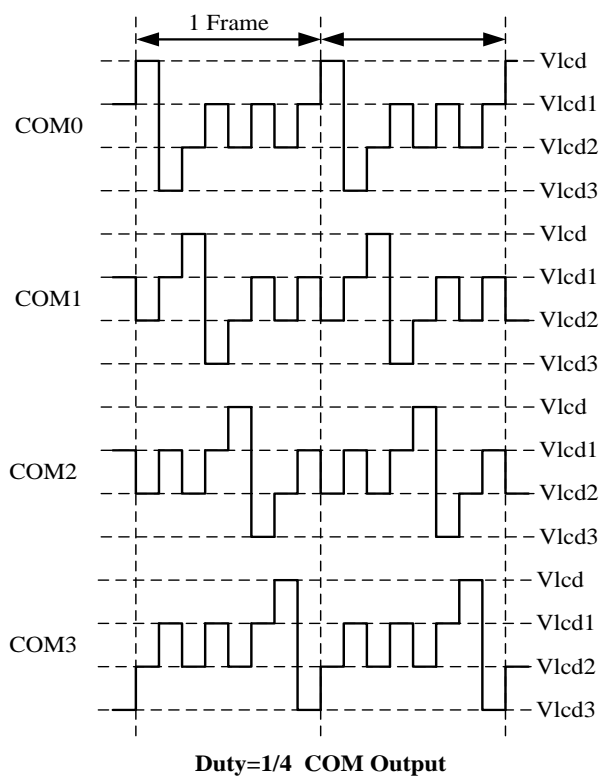 1 Frame
Vlcd
Vlcd1
COM0
Vlcd2
Vlcd3
Vlcd
Vlcd1
COM1
Vlcd2
Vlcd3
Vlcd
Vlcd1
COM2
Vlcd2
Vlcd3
Vlcd
Vlcd1
COM3
Vlcd2
Vlcd3
Duty=1/4 COM Output